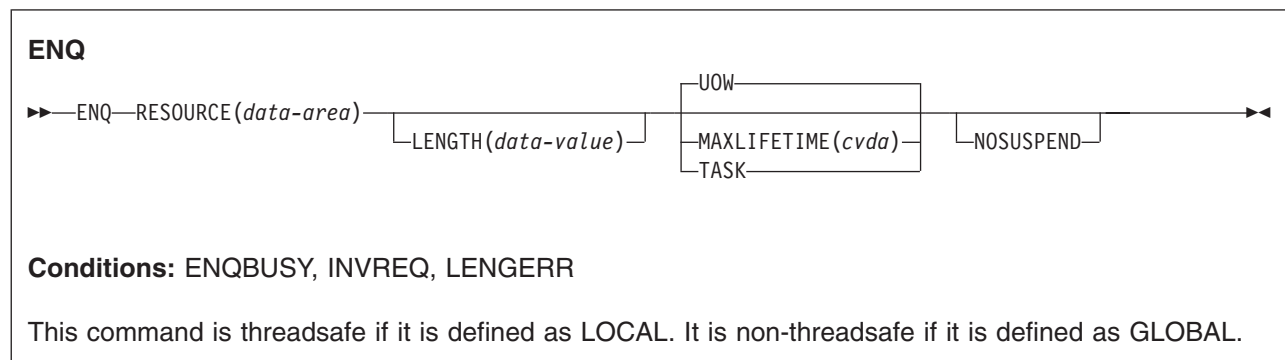 ENQ
UOW
ENQ RESOURCE(data-area)
LENGTH(data-value) MAXLIFETIME(cvda) NOSUSPEND
TASK
Conditions: ENQBUSY, INVREQ, LENGERR
This command is threadsafe if it is defined as LOCAL. It is non-threadsafe if it is defined as GLOBAL.